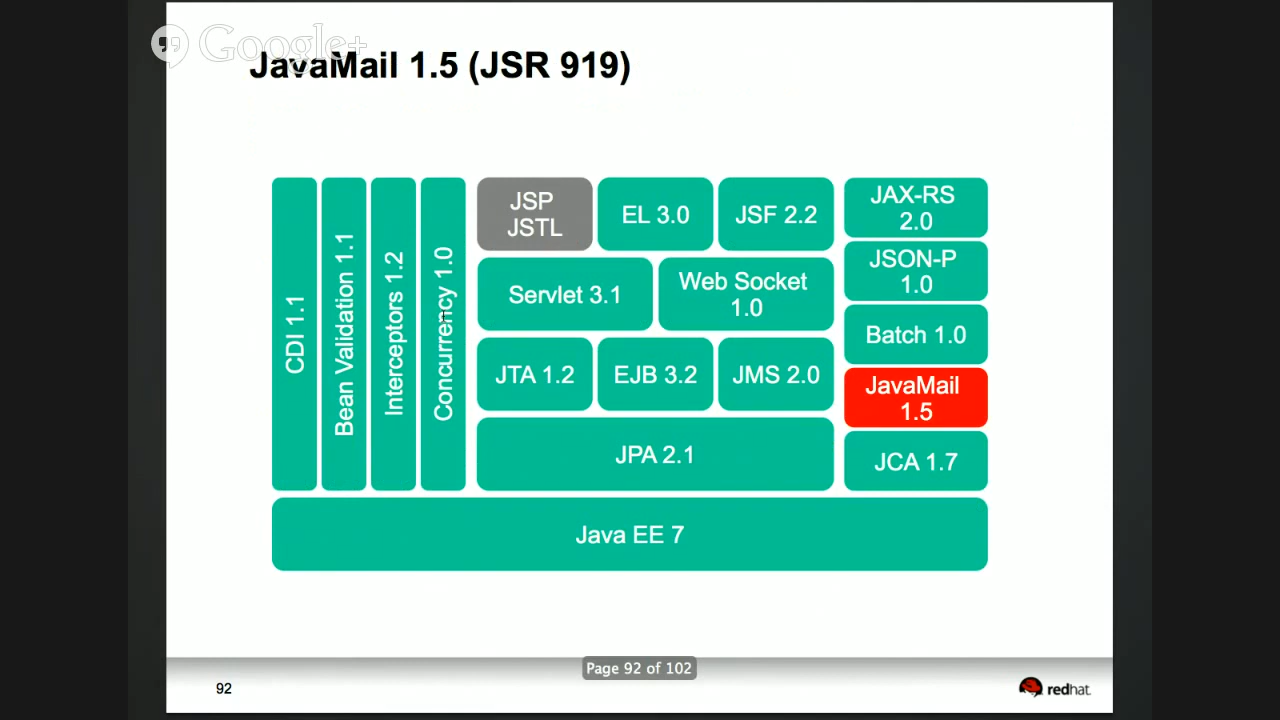 Google+
JavaMail 1.5 (JSR 919)
CDI 1.1
Bean Validation 1.1
Interceptors 1.2
Concurrency 1.0
JSP
JSTL
EL 3.0
JSF 2.2
Servlet 3.1
Web Socket
1.0
JTA 1.2
EJB 3.2
JMS 2.0
JPA 2.1
JAX-RS
2.0
JSON-P
1.0
Batch 1.0
JavaMail
1.5
JCA 1.7
Java EE 7
Page 92 of 102
92
redhat.